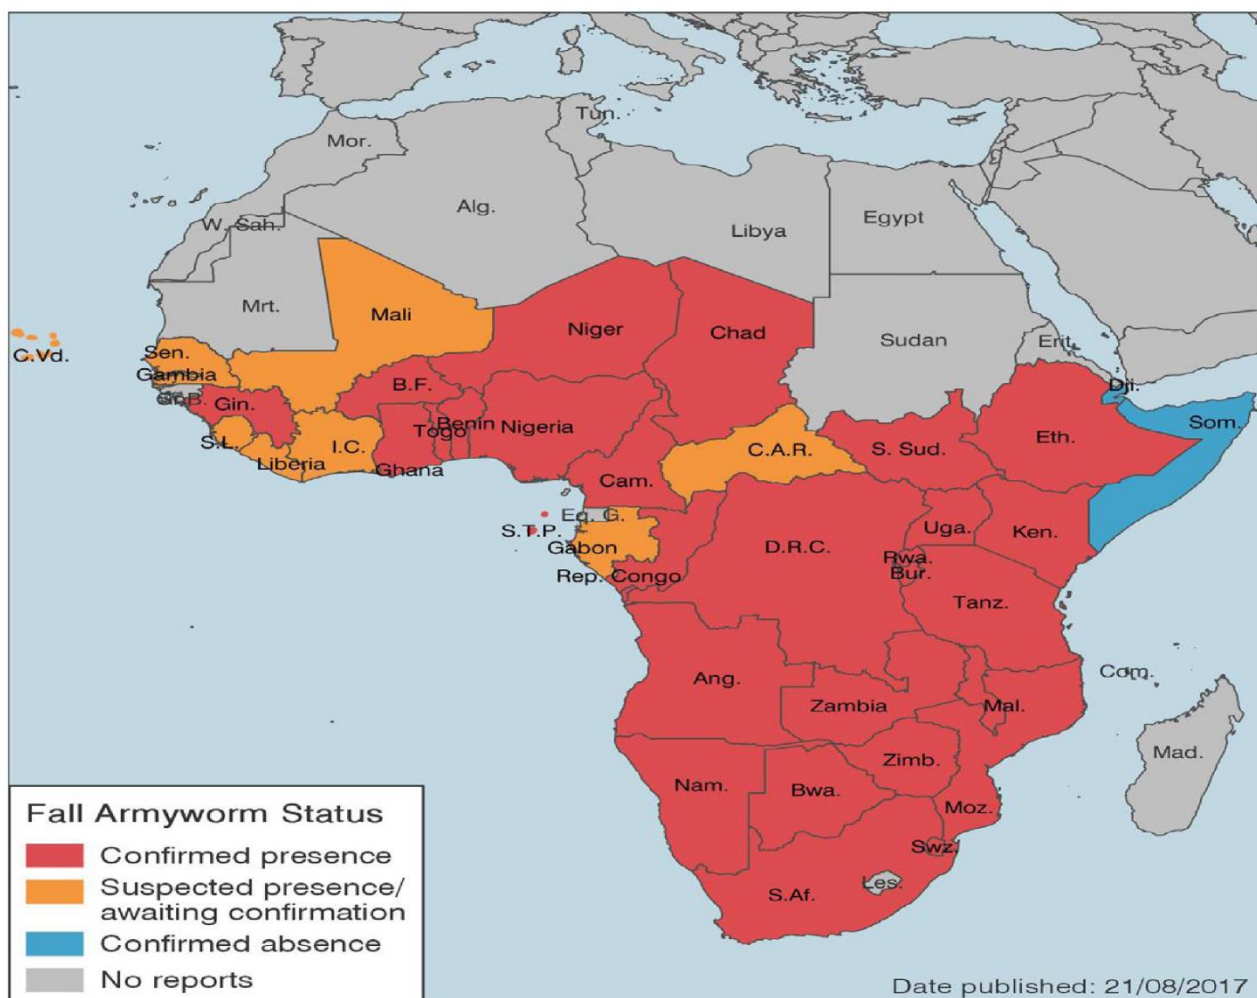 Tun.
Mor.
Alg.
W. Sah.
Libya
Egypt
Mrt.
Mali
Niger
Chad
Sudan
Erit.
C.Vd.
Sen.
Gambia
Dji.
B.F.
Gin.
Benin
Togo
Nigeria
Som.
S.L.
I.C.
Liberia
Ghana
C.A.R.
S. Sud.
Eth.
Cam.
Eq. G.
S.T.P.
Gabon
Uga.
Ken.
D.R.C.
Rwa.
Bur.
Rep. Congo
Tanz.
Com.
Ang.
Zambia
Mal.
Mad.
Zimb.
Nam.
Bwa.
Moz.
Swz.
Les.
S.Af.
Fall Armyworm Status
Confirmed presence
Suspected presence/
awaiting confirmation
Confirmed absence
No reports
Date published: 21/08/2017